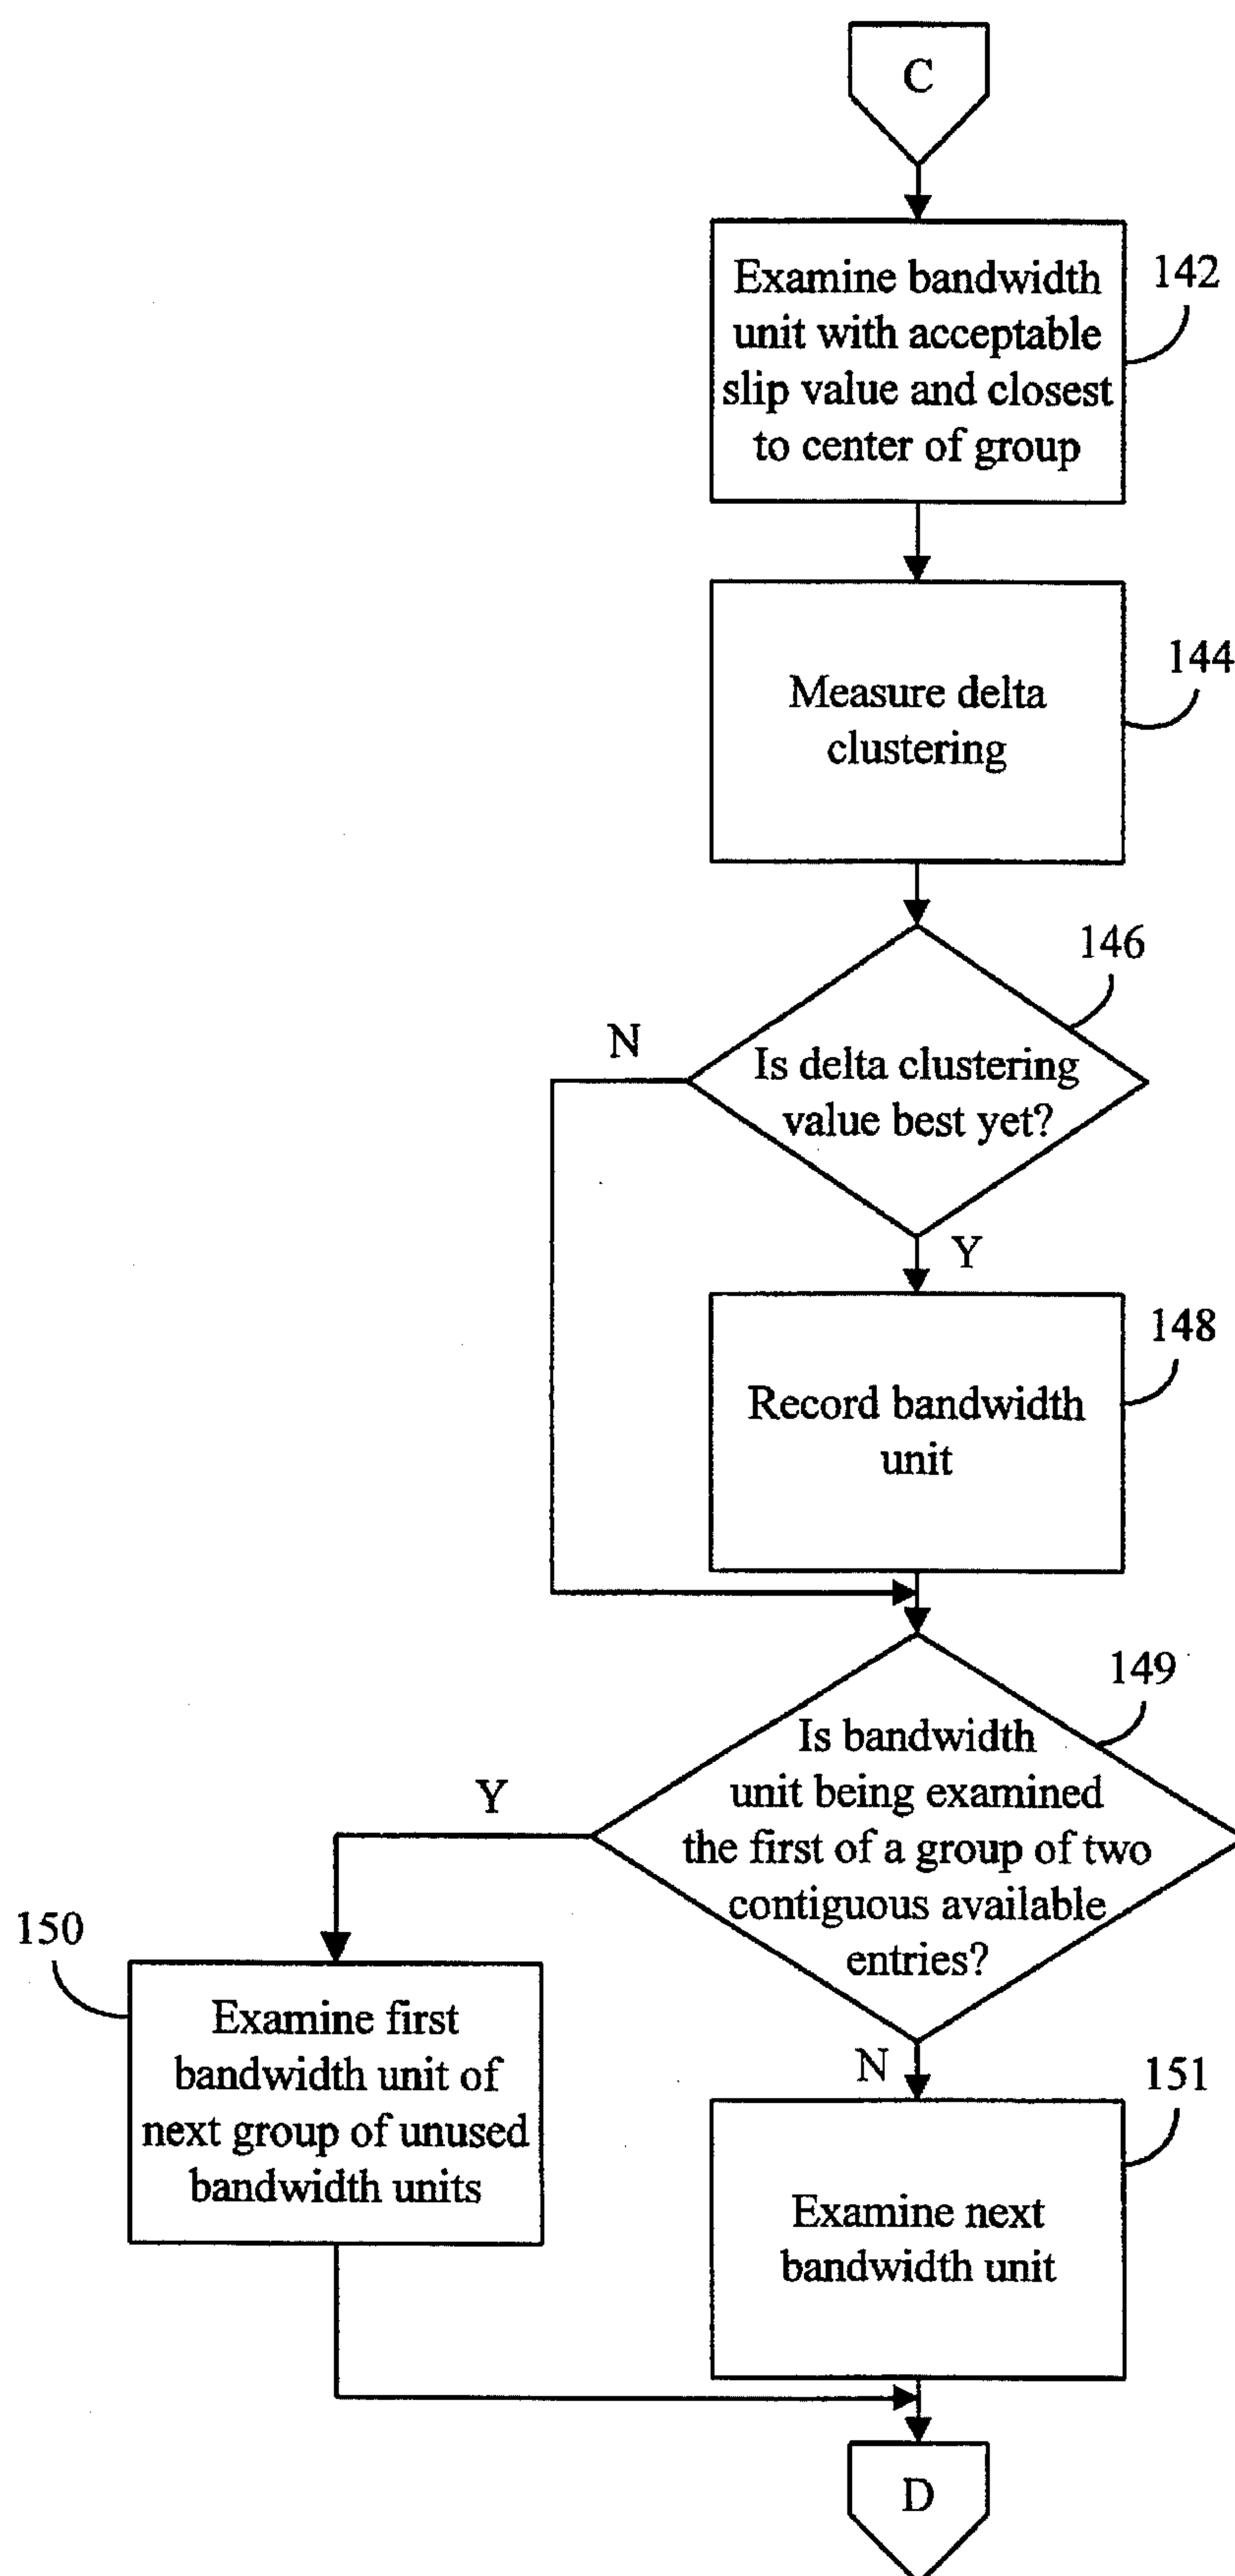 C
Examine bandwidth
unit with acceptable
slip value and closest
to center of group
142
Measure delta
clustering
144
146
N
Is delta clustering
value best yet?
Y
148
Record bandwidth
unit
149
Is bandwidth
unit being examined
the first of a group of two
contiguous available
entries?
Y
150
Examine first
bandwidth unit of
next group of unused
bandwidth units
N
151
Examine next
bandwidth unit
D